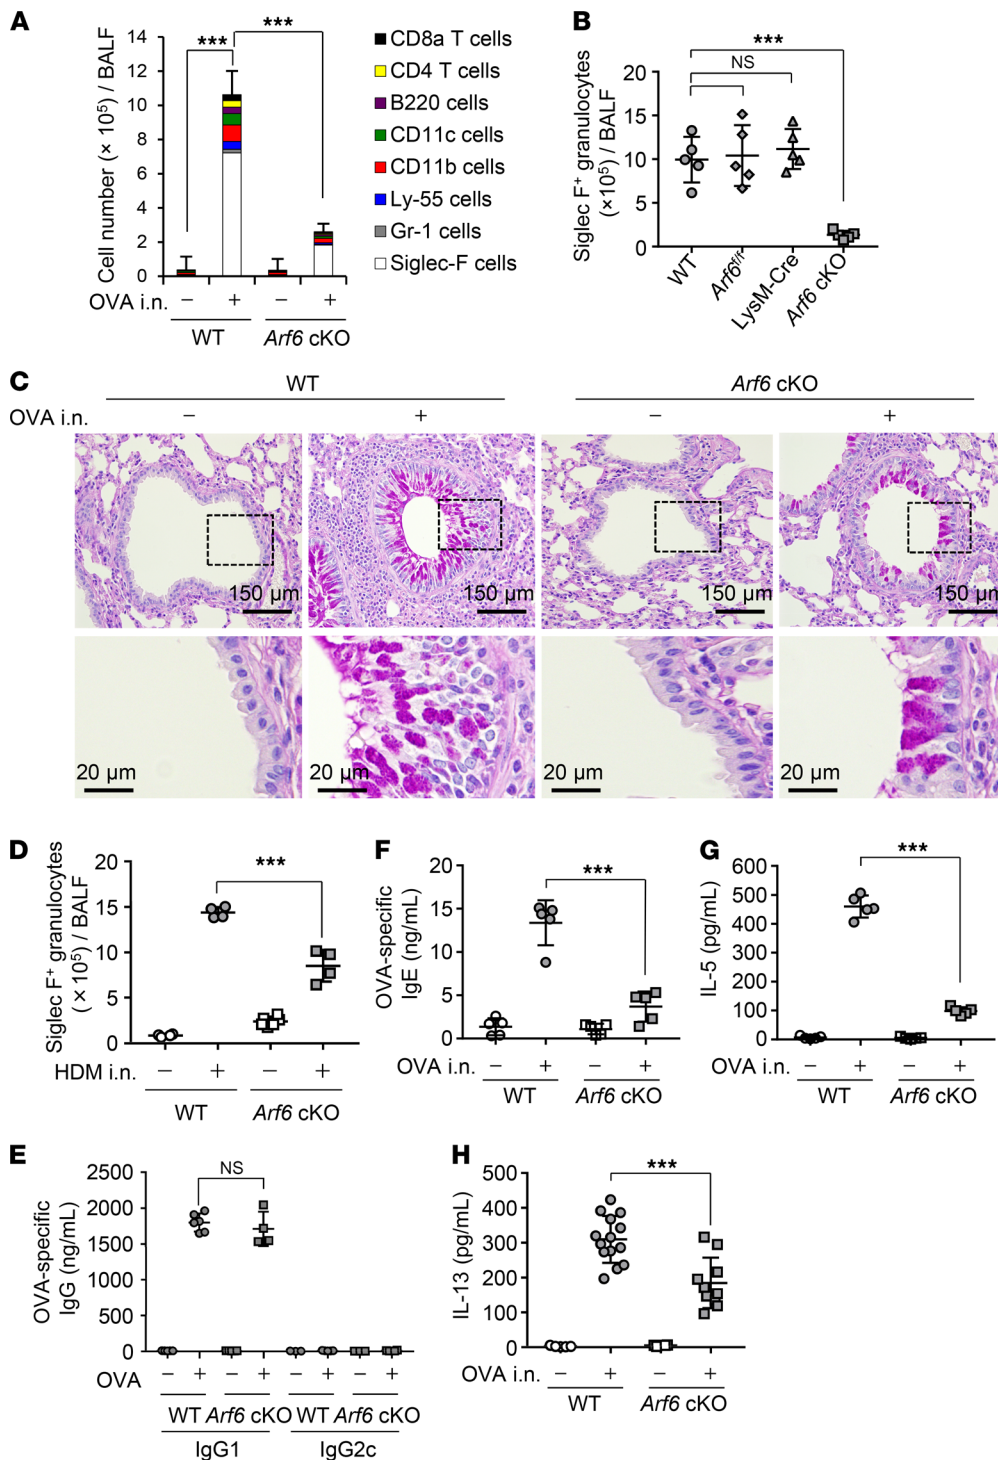 A
Cell number (× 10⁵) / BALF
14
12
10
8
6
4
2
0
***
***
CD8a T cells
CD4 T cells
B220 cells
CD11c cells
CD11b cells
Ly-55 cells
Gr-1 cells
Siglec-F cells
OVA i.n. − + − +
WT Arf6 cKO
B
Siglec F⁺ granulocytes
(×10⁵) / BALF
20
15
10
5
0
***
NS
WT
Arf6f/f
LysM-Cre
Arf6 cKO
C
WT Arf6 cKO
OVA i.n. − + − +
150 µm 150 µm 150 µm 150 µm
20 µm 20 µm 20 µm 20 µm
D
Siglec F⁺ granulocytes
(× 10⁵) / BALF
20
15
10
5
0
***
HDM i.n. − + − +
WT Arf6 cKO
F
OVA-specific
IgE (ng/mL)
20
15
10
5
0
***
OVA i.n. − + − +
WT Arf6 cKO
G
IL-5 (pg/mL)
600
500
400
300
200
100
0
***
OVA i.n. − + − +
WT Arf6 cKO
E
OVA-specific
IgG (ng/mL)
2500
2000
1500
1000
500
0
NS
OVA − + − + − + − +
WT Arf6 cKO WT Arf6 cKO
IgG1 IgG2c
H
IL-13 (pg/mL)
500
400
300
200
100
0
***
OVA i.n. − + − +
WT Arf6 cKO